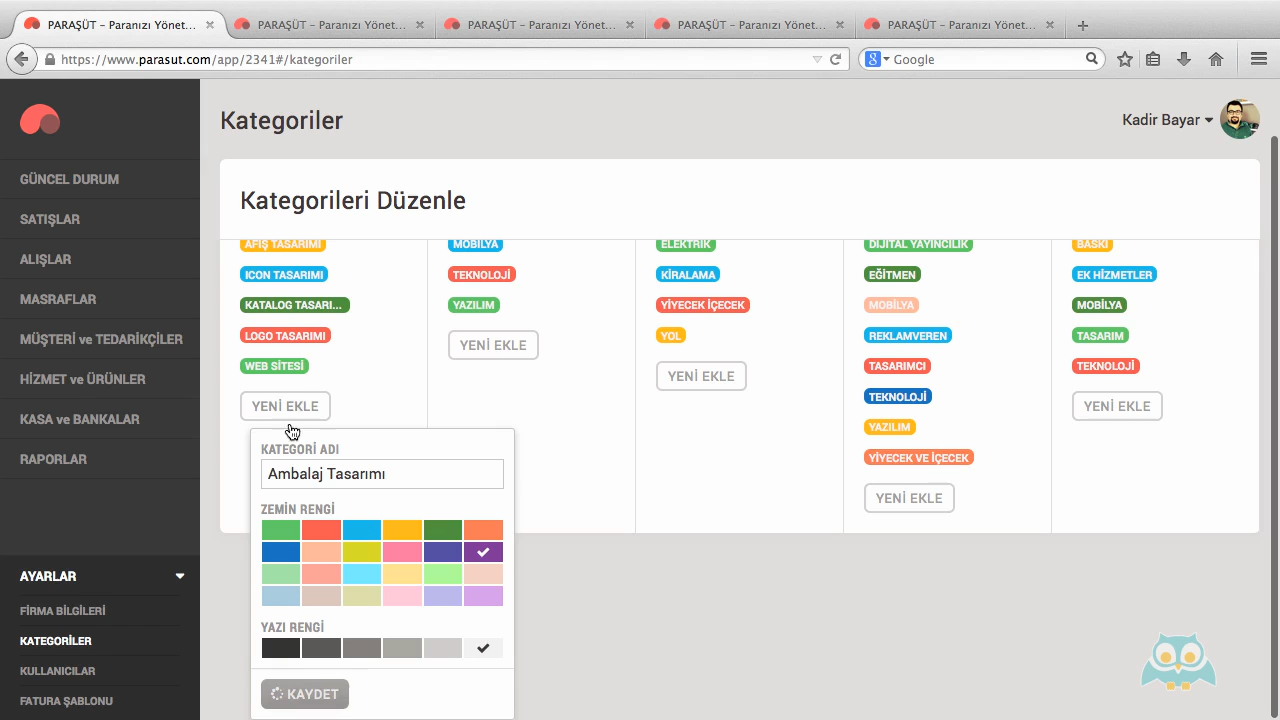 PARAŞÜT – Paranızı Yönet...
PARAŞÜT – Paranızı Yönet...
PARAŞÜT – Paranızı Yönet...
PARAŞÜT – Paranızı Yönet...
PARAŞÜT – Paranızı Yönet...
https://www.parasut.com/app/2341#/kategoriler
Google
Kategoriler
Kadir Bayar
GÜNCEL DURUM
SATIŞLAR
ALIŞLAR
MASRAFLAR
MÜŞTERİ ve TEDARİKÇİLER
HİZMET ve ÜRÜNLER
KASA ve BANKALAR
RAPORLAR
AYARLAR
FİRMA BİLGİLERİ
KATEGORİLER
KULLANICILAR
FATURA ŞABLONU
Kategorileri Düzenle
AFİŞ TASARIMI
ICON TASARIMI
KATALOG TASARI...
LOGO TASARIMI
WEB SİTESİ
YENİ EKLE
MOBİLYA
TEKNOLOJİ
YAZILIM
YENİ EKLE
ELEKTRİK
KİRALAMA
YİYECEK İÇECEK
YOL
YENİ EKLE
DİJİTAL YAYINCILIK
EĞİTMEN
MOBİLYA
REKLAMVEREN
TASARIMCI
TEKNOLOJİ
YAZILIM
YİYECEK VE İÇECEK
YENİ EKLE
BASKI
EK HİZMETLER
MOBİLYA
TASARIM
TEKNOLOJİ
YENİ EKLE
KATEGORİ ADI
Ambalaj Tasarımı
ZEMİN RENGİ
YAZI RENGİ
KAYDET